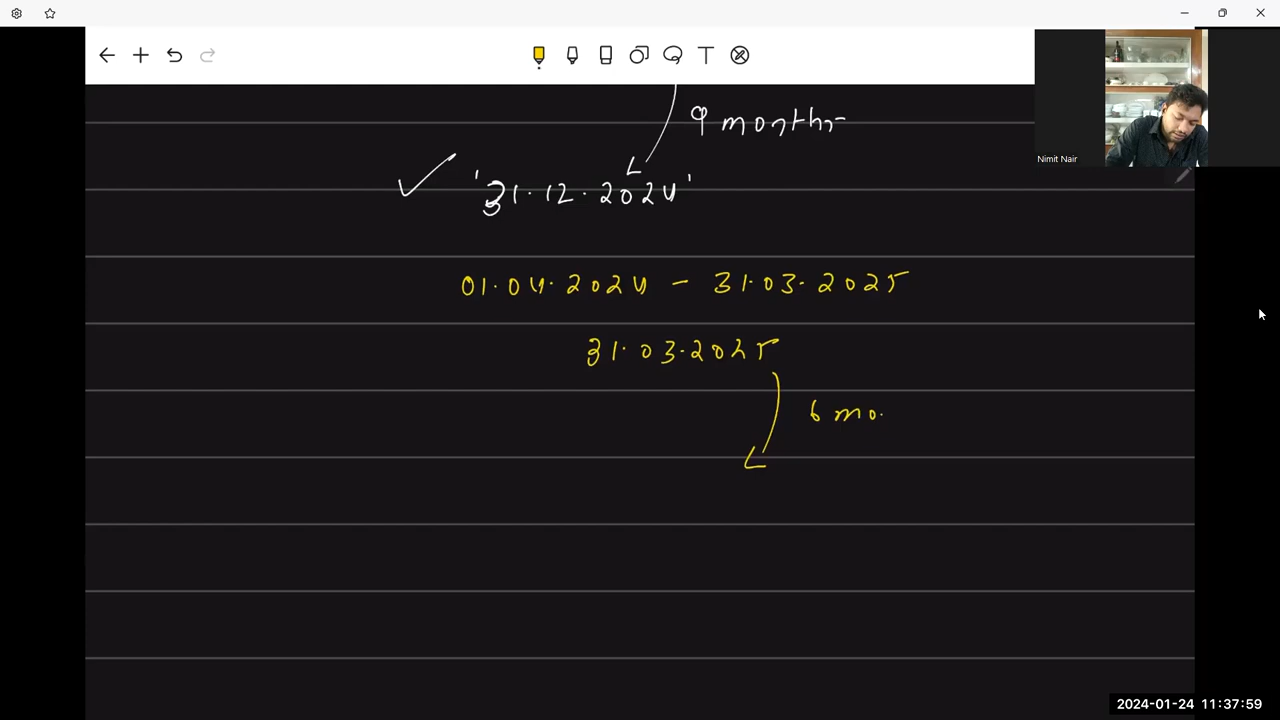 9 months
'31.12.2024'
01.04.2024 - 31.03.2025
31.03.2025
6 mo.
T
Nimit Nair
2024-01-24 11:37:59